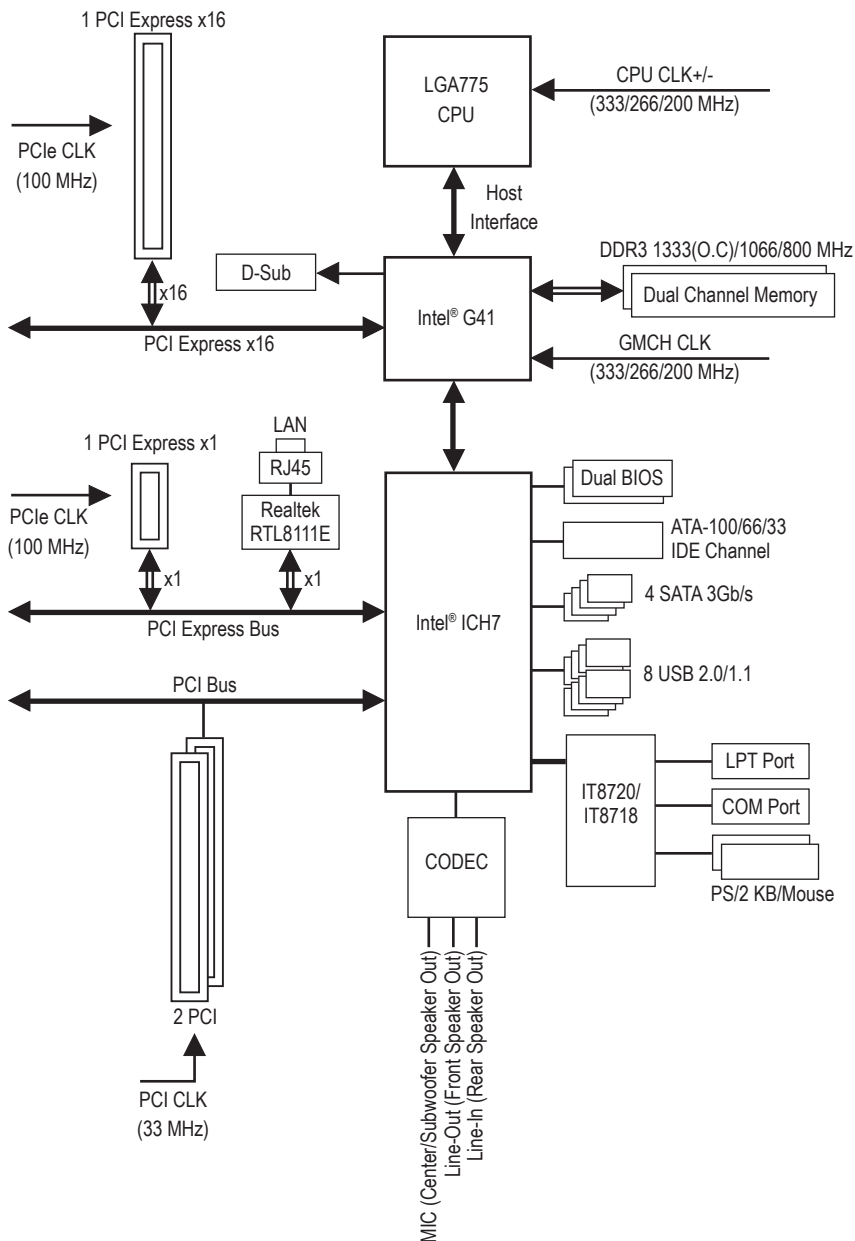 1 PCI Express x16
PCIe CLK
(100 MHz)
x16
PCI Express x16
LGA775
CPU
CPU CLK+/-
(333/266/200 MHz)
Host
Interface
D-Sub
Intel® G41
DDR3 1333(O.C)/1066/800 MHz
Dual Channel Memory
GMCH CLK
(333/266/200 MHz)
1 PCI Express x1
PCIe CLK
(100 MHz)
x1
LAN
RJ45
Realtek
RTL8111E
x1
PCI Express Bus
PCI Bus
Intel® ICH7
Dual BIOS
ATA-100/66/33
IDE Channel
4 SATA 3Gb/s
8 USB 2.0/1.1
IT8720/
IT8718
LPT Port
COM Port
PS/2 KB/Mouse
CODEC
MIC (Center/Subwoofer Speaker Out)
Line-Out (Front Speaker Out)
Line-In (Rear Speaker Out)
2 PCI
PCI CLK
(33 MHz)